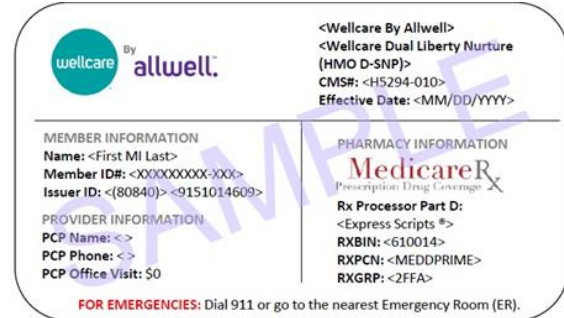 wellcare
By
allwell.
<Wellcare By Allwell>
<Wellcare Dual Liberty Nurture
(HMO D-SNP)>
CMS#: <H5294-010>
Effective Date: <MM/DD/YYYY>
MEMBER INFORMATION
Name: <First MI Last>
Member ID#: <XXXXXXXXX-XXX>
Issuer ID: <(80840)> <9151014609>
PROVIDER INFORMATION
PCP Name: < >
PCP Phone: < >
PCP Office Visit: $0
PHARMACY INFORMATION
MedicareRx
Prescription Drug Coverage
Rx Processor Part D:
<Express Scripts ®>
RXBIN: <610014>
RXPCN: <MEDDPRIME>
RXGRP: <2FFA>
FOR EMERGENCIES: Dial 911 or go to the nearest Emergency Room (ER).
SAMPLE